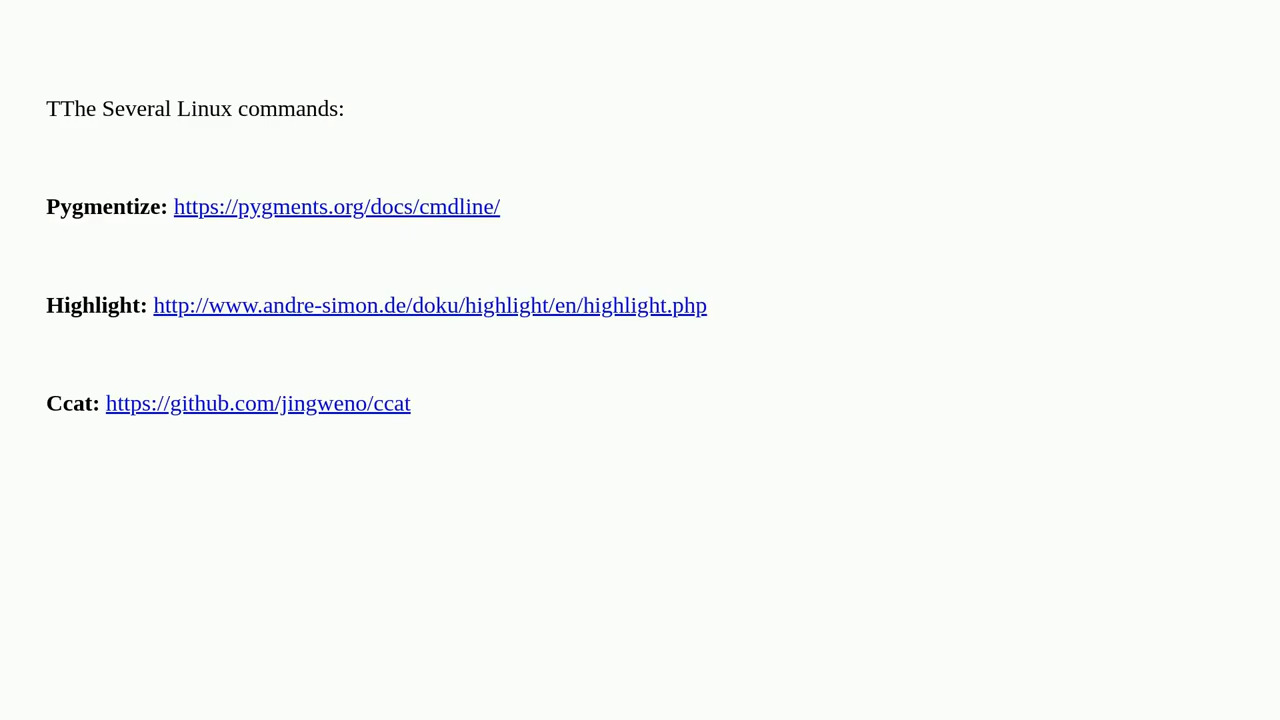 TThe Several Linux commands:
Pygmentize: https://pygments.org/docs/cmdline/
Highlight: http://www.andre-simon.de/doku/highlight/en/highlight.php
Ccat: https://github.com/jingweno/ccat